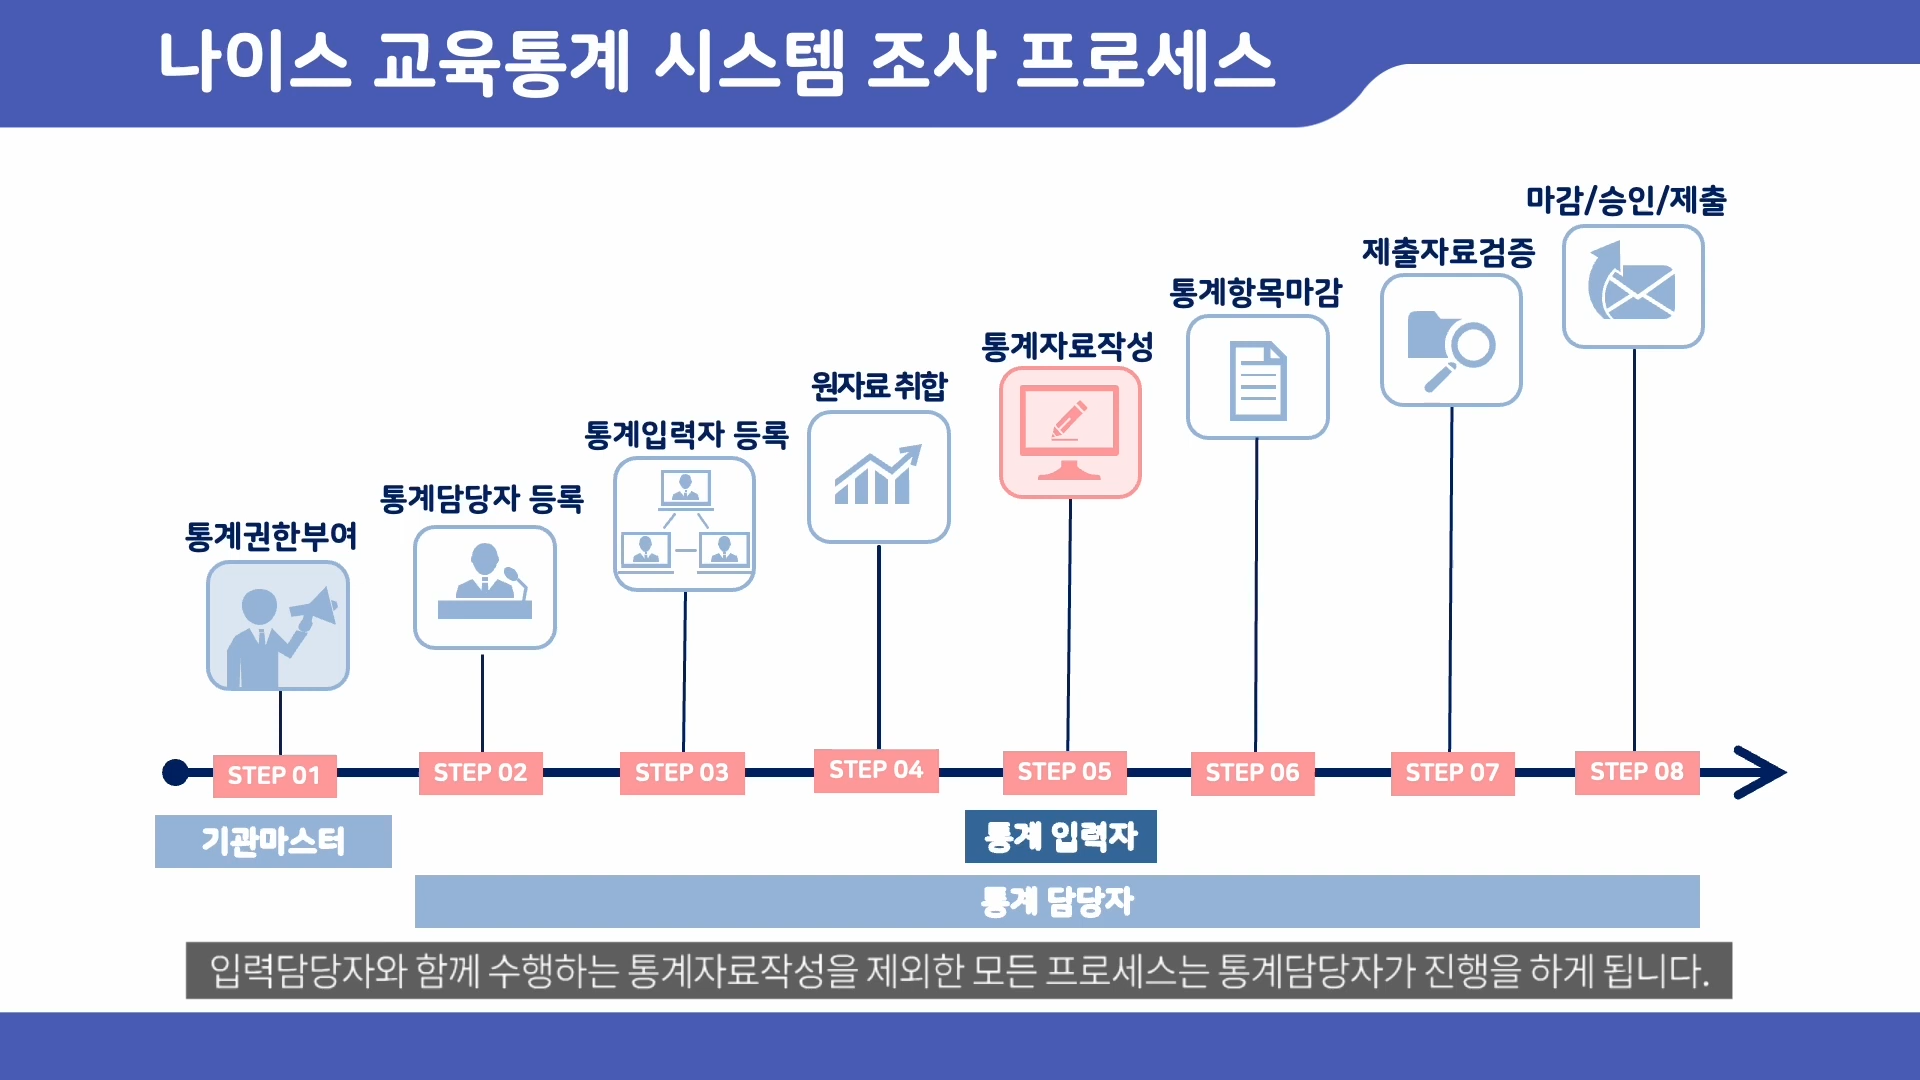 나이스 교육통계 시스템 조사 프로세스
마감/승인/제출
제출자료검증
통계항목마감
통계자료작성
원자료 취합
통계입력자 등록
통계담당자 등록
통계권한부여
STEP 01
STEP 02
STEP 03
STEP 04
STEP 05
STEP 06
STEP 07
STEP 08
기관마스터
통계 입력자
통계 담당자
입력담당자와 함께 수행하는 통계자료작성을 제외한 모든 프로세스는 통계담당자가 진행을 하게 됩니다.